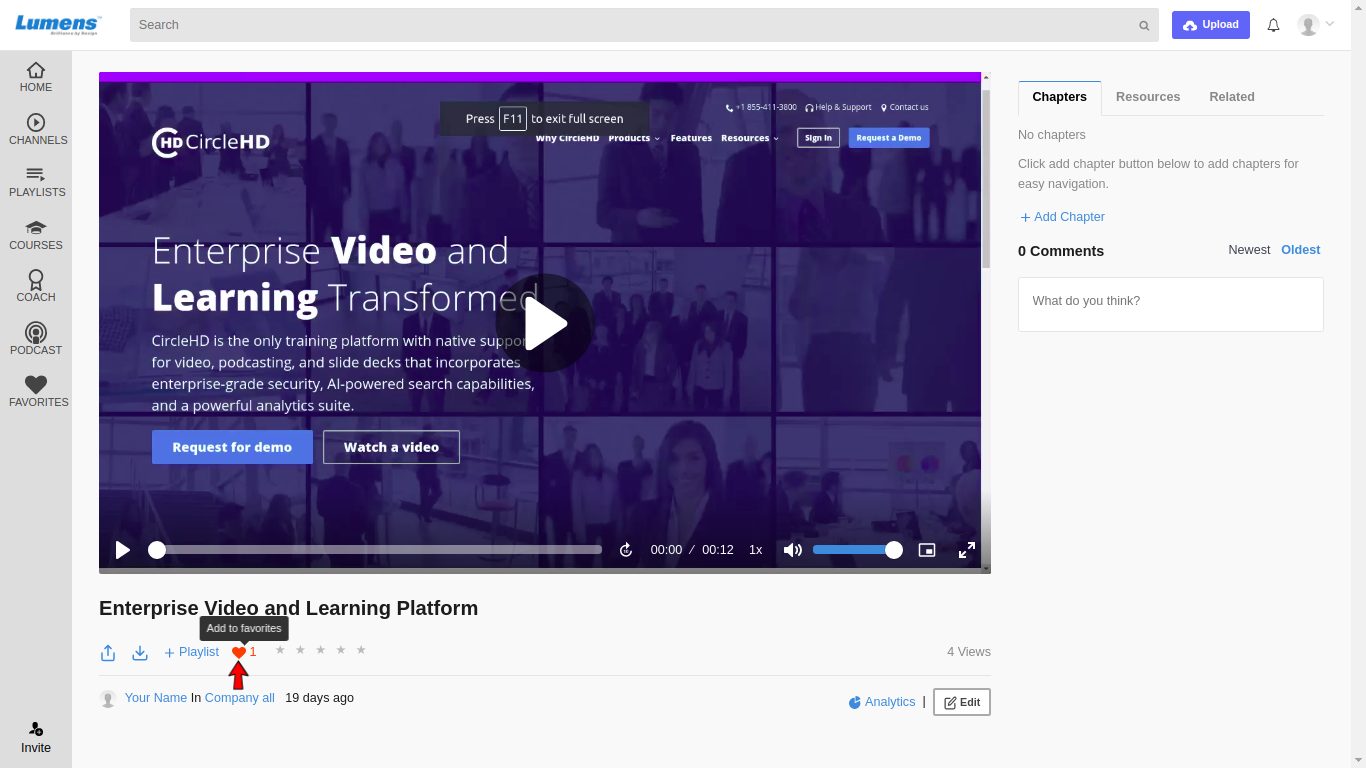 Lumens
Brilliance by Design
Search
Upload
HOME
CHANNELS
PLAYLISTS
COURSES
COACH
PODCAST
FAVORITES
Invite
+1 855-411-3800 Help & Support Contact us
Press F11 to exit full screen
HD CircleHD
Why CircleHD Products Features Resources Sign In Request a Demo
Enterprise Video and
Learning Transformed
CircleHD is the only training platform with native support
for video, podcasting, and slide decks that incorporates
enterprise-grade security, AI-powered search capabilities,
and a powerful analytics suite.
Request for demo Watch a video
00:00 / 00:12 1x
Enterprise Video and Learning Platform
Add to favorites
+ Playlist 1 4 Views
Your Name In Company all 19 days ago Analytics | Edit
Chapters Resources Related
No chapters
Click add chapter button below to add chapters for
easy navigation.
+ Add Chapter
0 Comments Newest Oldest
What do you think?